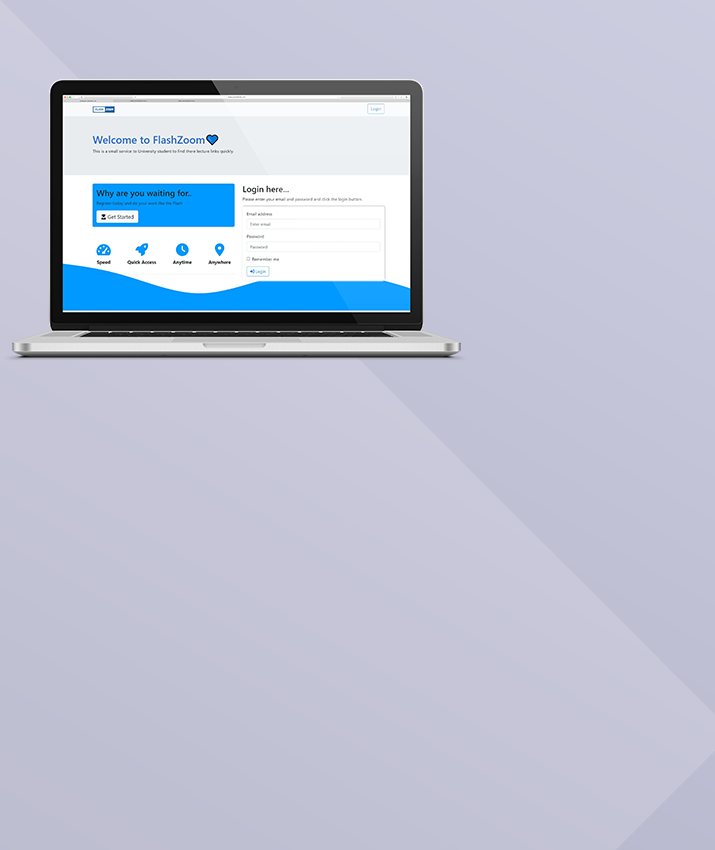 FLASH ZOOM
Login
Welcome to FlashZoom
This is a small service to University student to find there lecture links quickly.
Why are you waiting for..
Register today and do your work like the Flash
Get Started
Speed
Quick Access
Anytime
Anywhere
Login here...
Please enter your email and password and click the login button.
Email address
Enter email
Password
Password
Remember me
Login